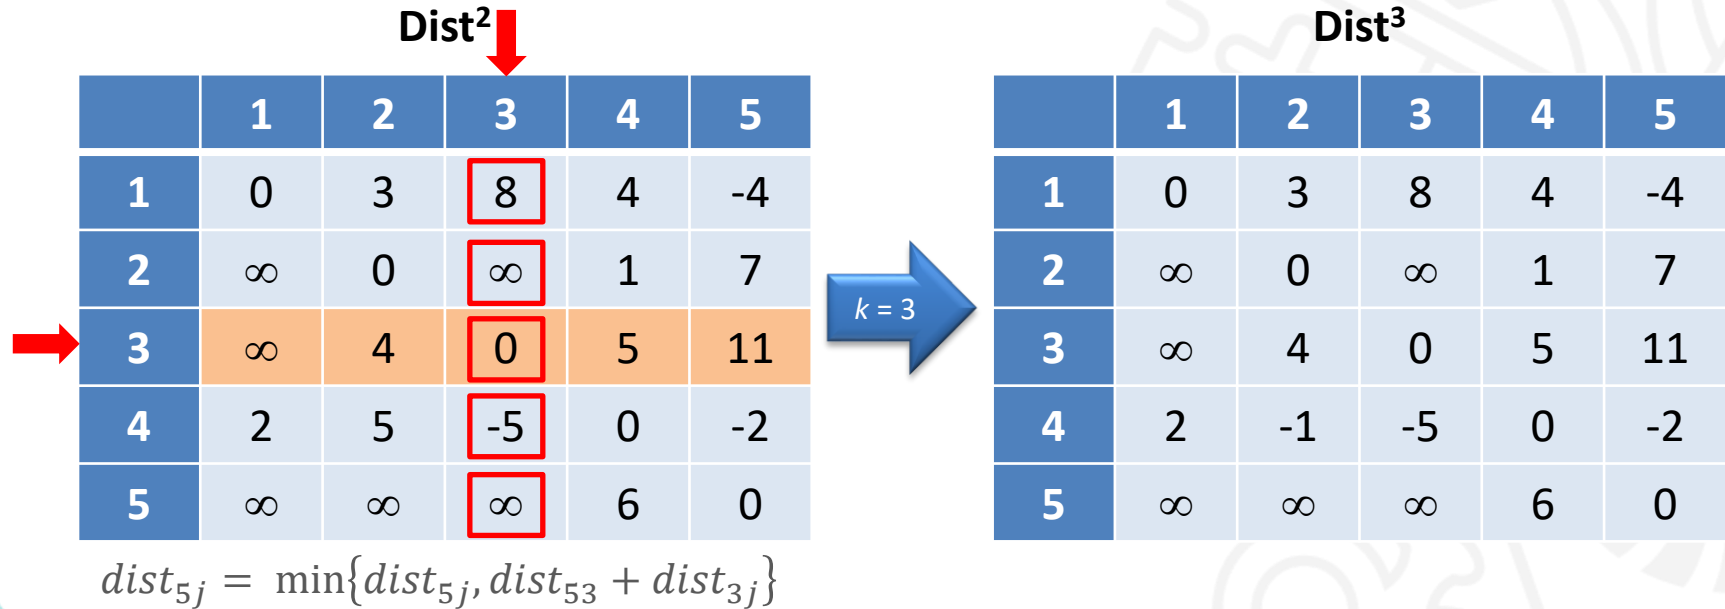 Dist²
1 2 3 4 5
1 0 3 8 4 -4
2 ∞ 0 ∞ 1 7
3 ∞ 4 0 5 11
4 2 5 -5 0 -2
5 ∞ ∞ ∞ 6 0
dist₅ⱼ = min{dist₅ⱼ, dist₅₃ + dist₃ⱼ}
k = 3
Dist³
1 2 3 4 5
1 0 3 8 4 -4
2 ∞ 0 ∞ 1 7
3 ∞ 4 0 5 11
4 2 -1 -5 0 -2
5 ∞ ∞ ∞ 6 0